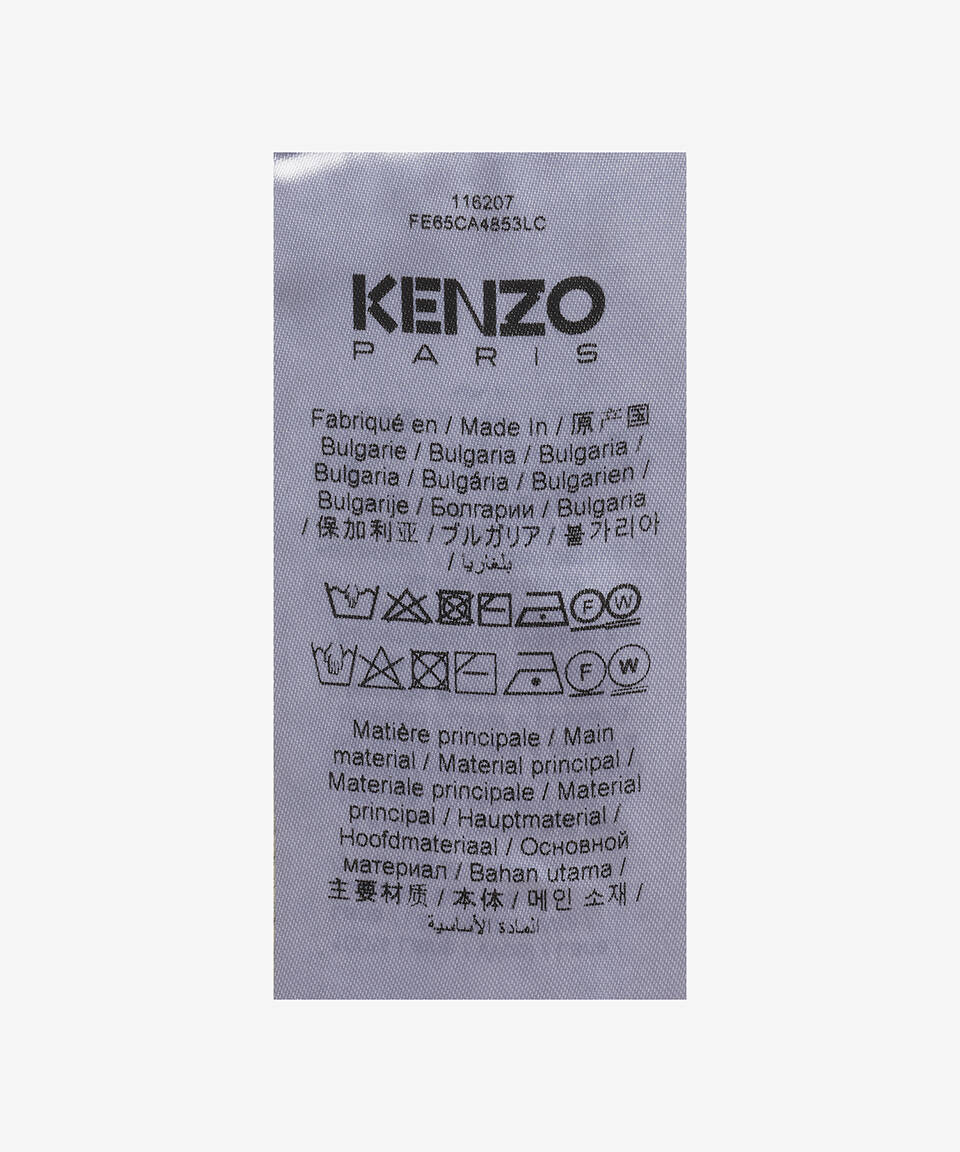 116207
FE65CA4853LC
KENZO
PARIS
Fabriqué en / Made In / 原产国
Bulgarie / Bulgaria / Bulgaria /
Bulgaria / Bulgária / Bulgarien /
Bulgarije / Болгарии / Bulgaria
/ 保加利亚 / ブルガリア / 불가리아
/ بلغاريا
F W
F W
Matière principale / Main
material / Material principal /
Materiale principale / Material
principal / Hauptmaterial /
Hoofdmateriaal / Основной
материал / Bahan utama /
主要材质 / 本体 / 메인 소재 /
المادة الأساسية